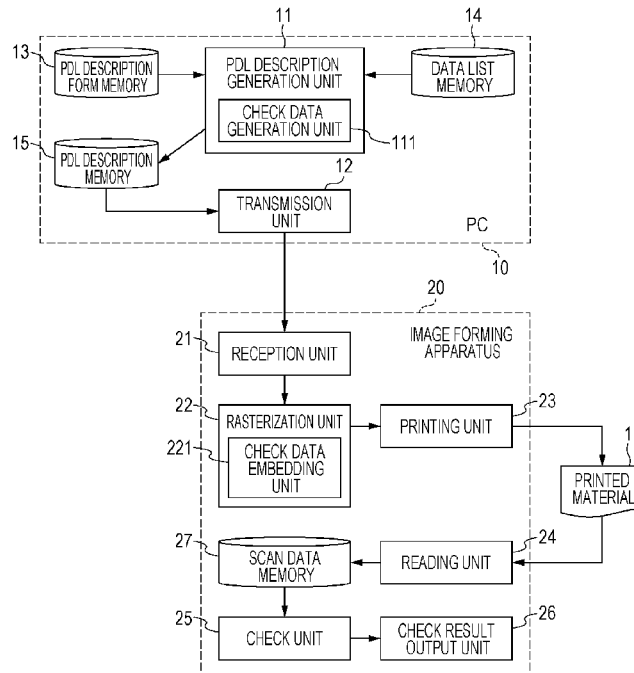 11
13
14
PDL DESCRIPTION
FORM MEMORY
PDL DESCRIPTION
GENERATION UNIT
DATA LIST
MEMORY
CHECK DATA
GENERATION UNIT
111
15
PDL DESCRIPTION
MEMORY
12
TRANSMISSION
UNIT
PC
10
20
IMAGE FORMING
APPARATUS
21
RECEPTION UNIT
22
RASTERIZATION UNIT
23
PRINTING UNIT
221
CHECK DATA
EMBEDDING
UNIT
1
PRINTED
MATERIAL
27
SCAN DATA
MEMORY
24
READING UNIT
25
CHECK UNIT
26
CHECK RESULT
OUTPUT UNIT